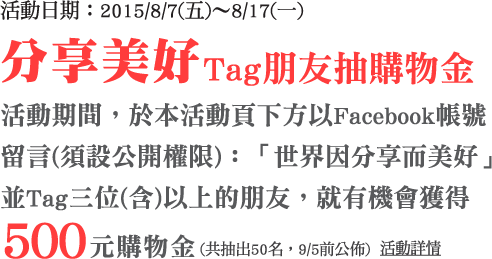 活動日期：2015/8/7(五)～8/17(一)
分享美好Tag朋友抽購物金
活動期間，於本活動頁下方以Facebook帳號
留言(須設公開權限)：「世界因分享而美好」
並Tag三位(含)以上的朋友，就有機會獲得
500元購物金(共抽出50名，9/5前公佈) 活動詳情